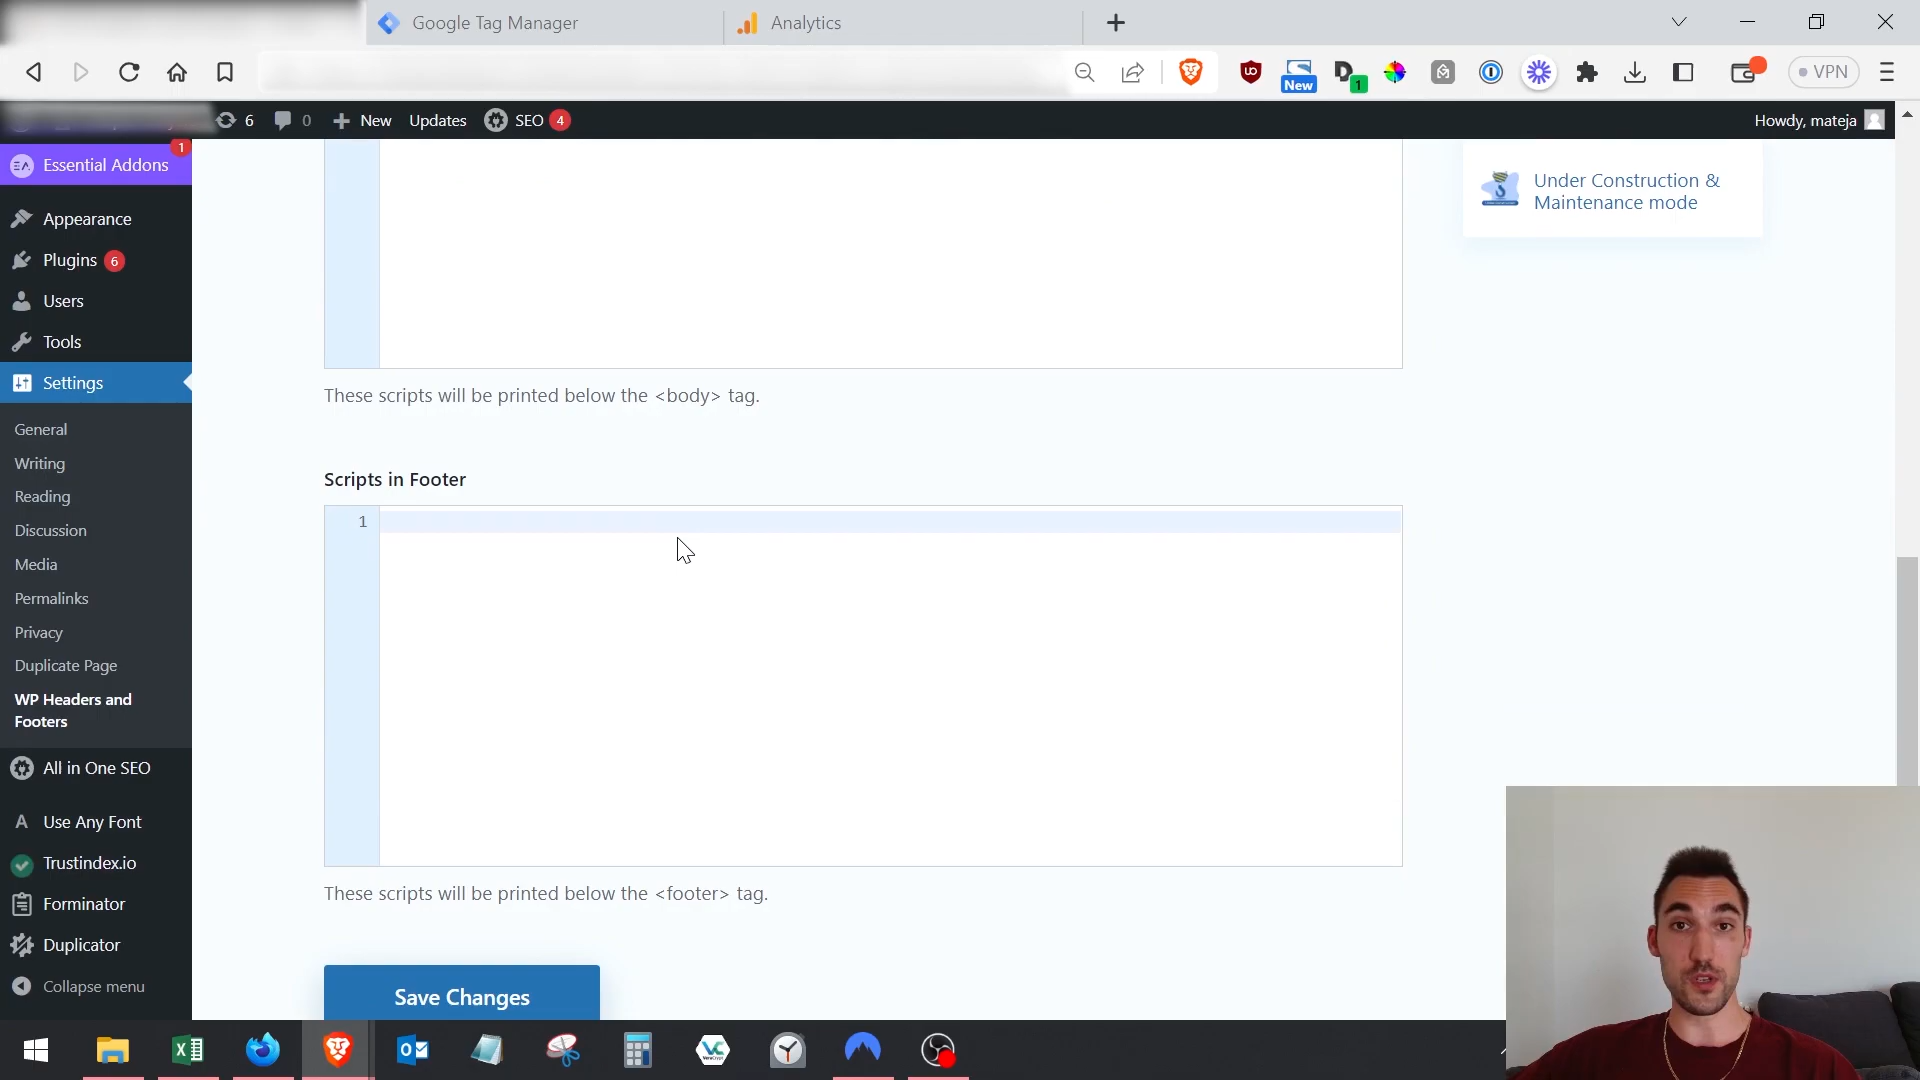 Google Tag Manager
Analytics
New
1
VPN
6
0
New
Updates
SEO 4
Howdy, mateja
Essential Addons
1
Appearance
Plugins 6
Users
Tools
Settings
General
Writing
Reading
Discussion
Media
Permalinks
Privacy
Duplicate Page
WP Headers and
Footers
All in One SEO
Use Any Font
Trustindex.io
Forminator
Duplicator
Collapse menu
These scripts will be printed below the <body> tag.
Scripts in Footer
1
These scripts will be printed below the <footer> tag.
Save Changes
Under Construction &
Maintenance mode